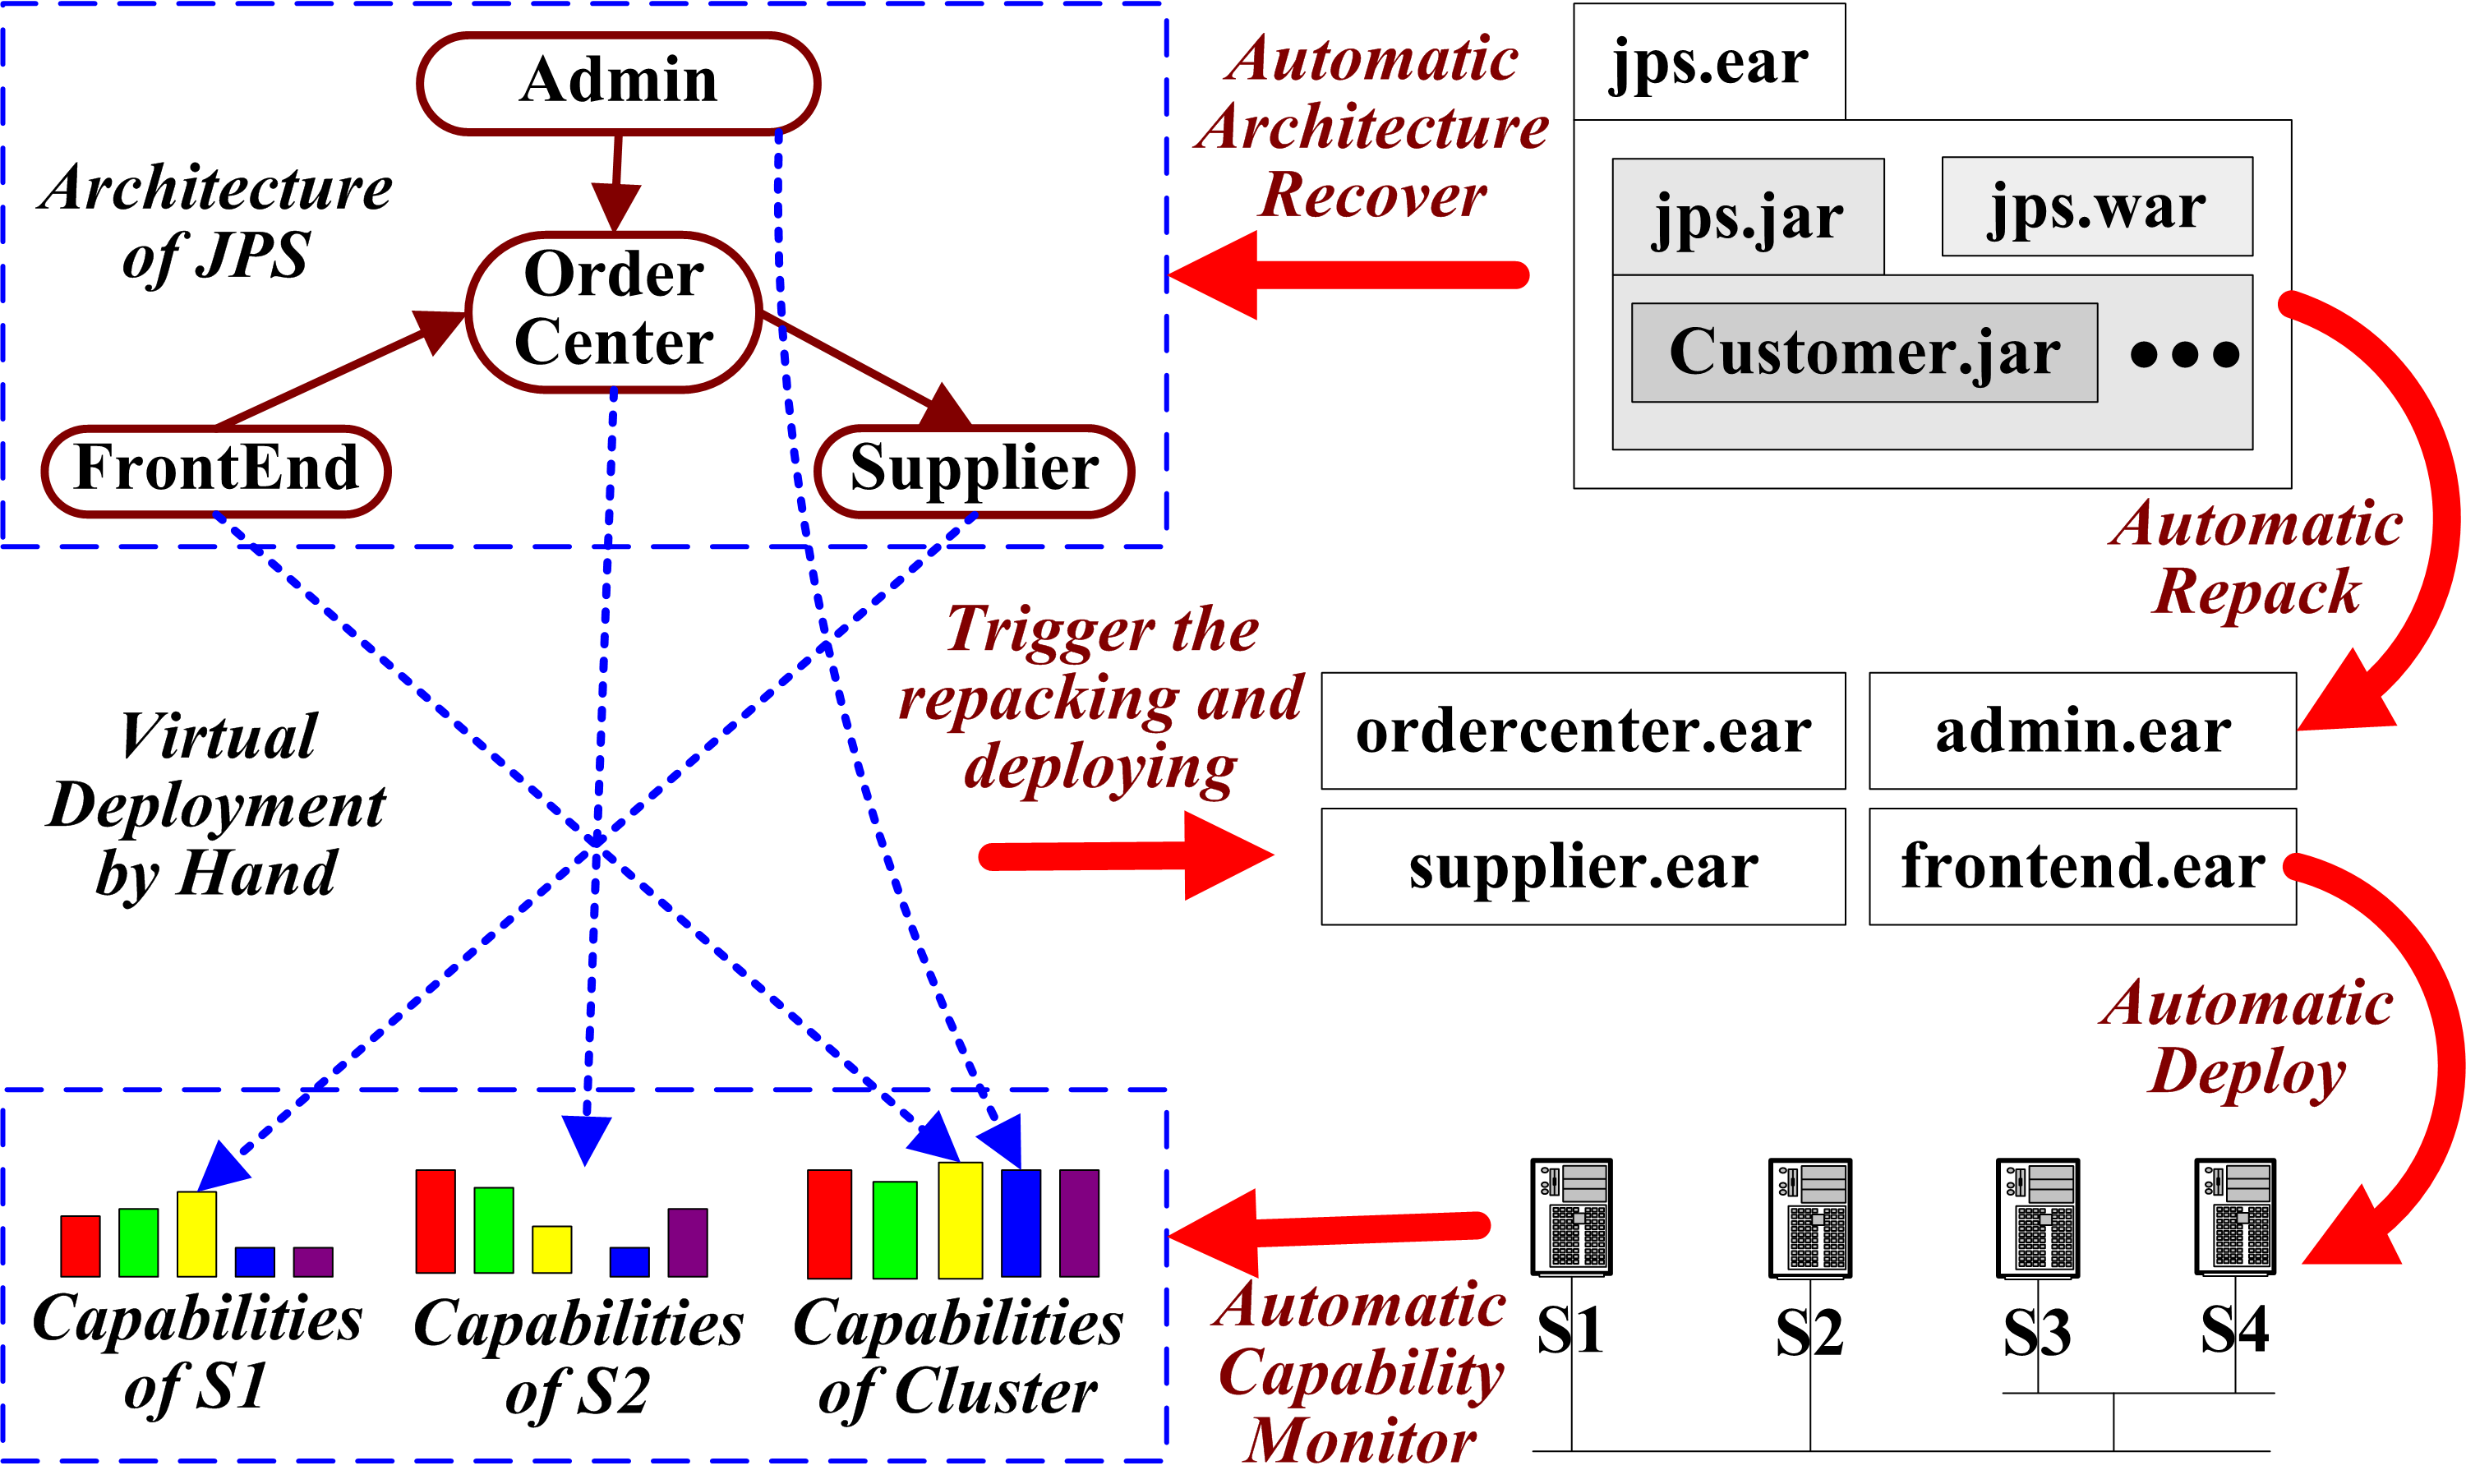 Admin
Architecture
of JPS
Order
Center
FrontEnd
Supplier
Automatic
Architecture
Recover
jps.ear
jps.jar
jps.war
Customer.jar
Automatic
Repack
Trigger the
repacking and
deploying
Virtual
Deployment
by Hand
ordercenter.ear
admin.ear
supplier.ear
frontend.ear
Automatic
Deploy
Capabilities
of S1
Capabilities
of S2
Capabilities
of Cluster
Automatic
Capability
Monitor
S1
S2
S3
S4